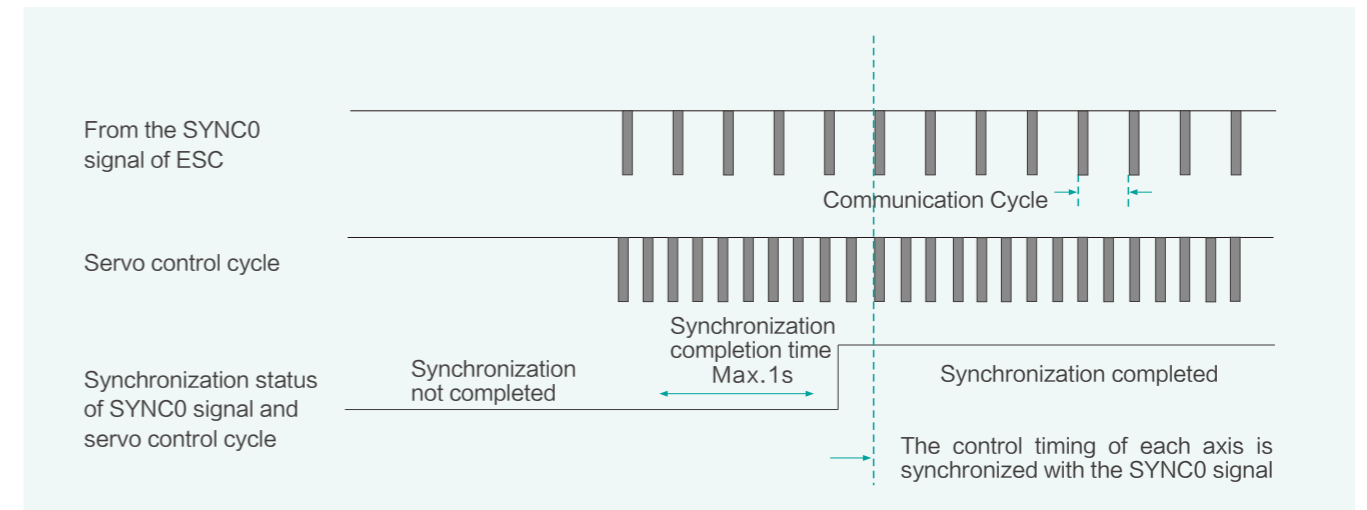 From the SYNC0
signal of ESC
Communication Cycle
Servo control cycle
Synchronization
completion time
Max.1s
Synchronization status
of SYNC0 signal and
servo control cycle
Synchronization
not completed
Synchronization completed
The control timing of each axis is
synchronized with the SYNC0 signal